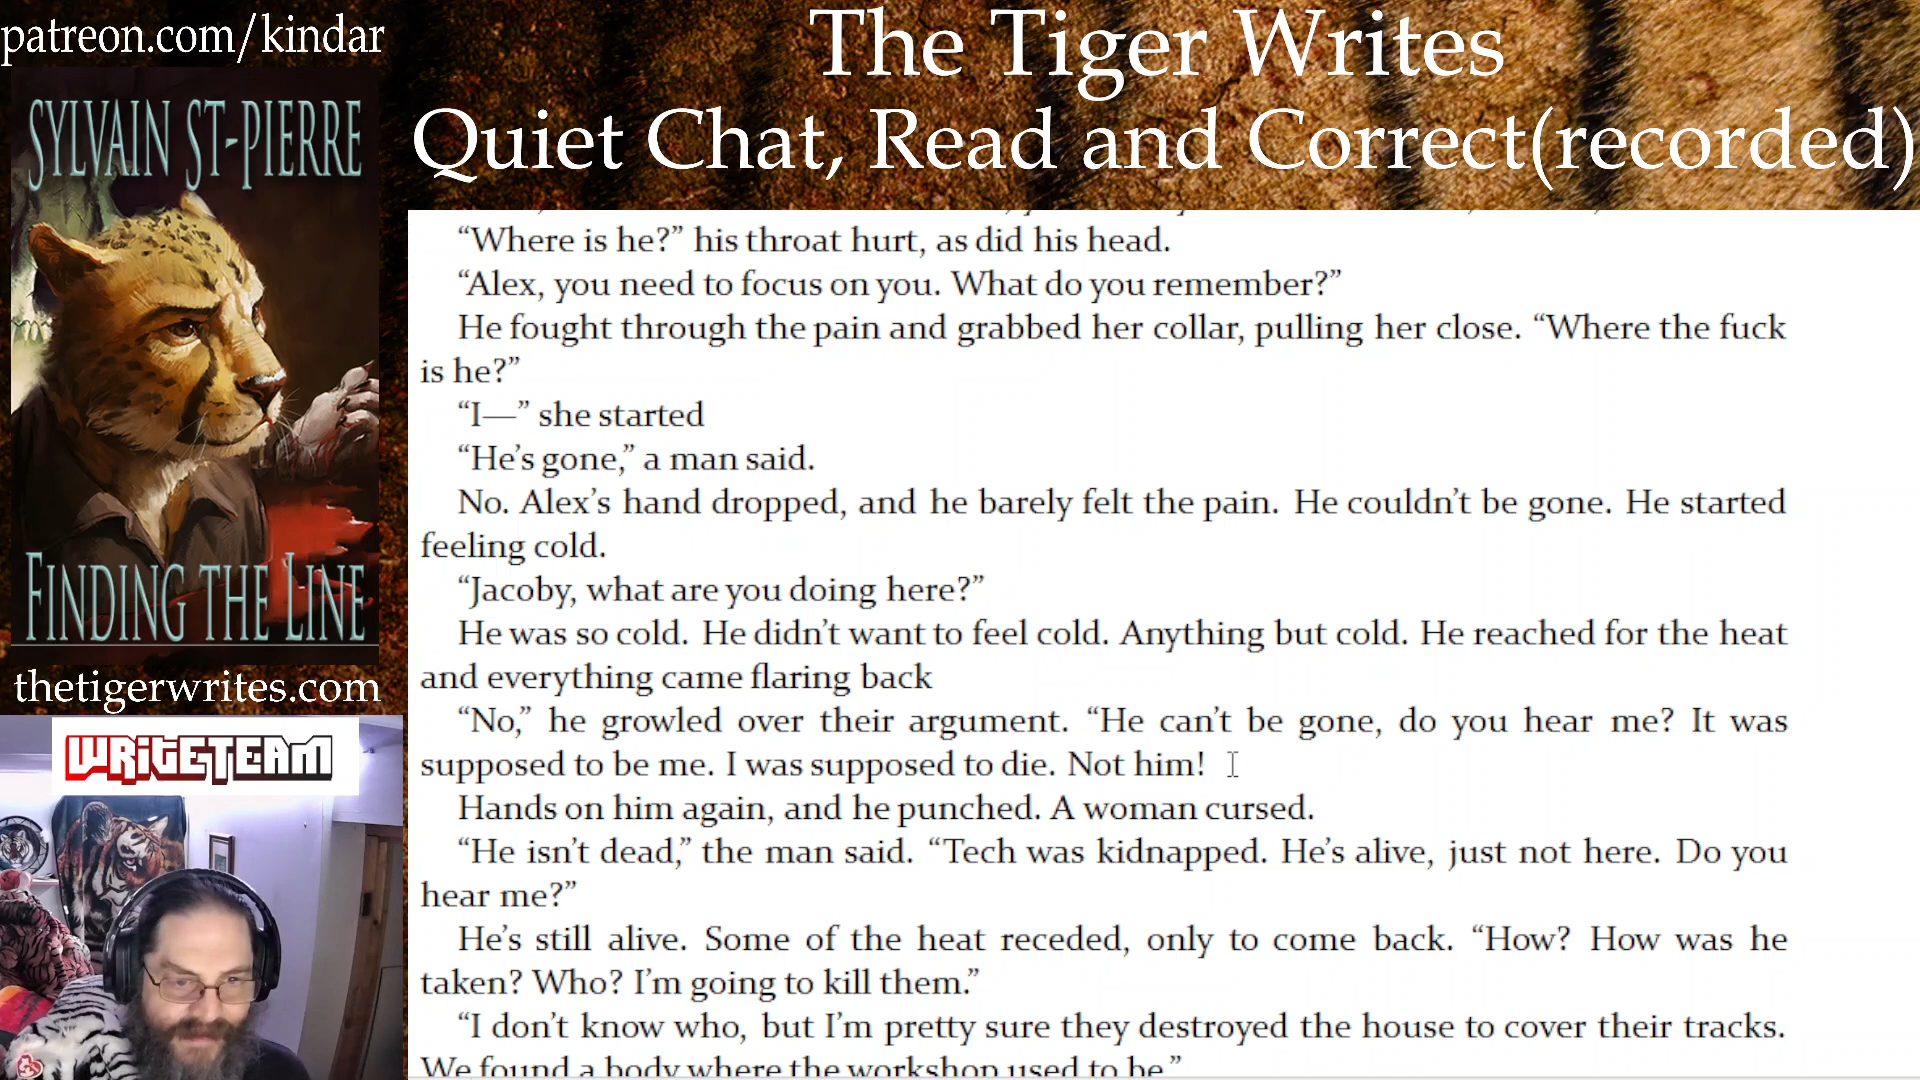 patreon.com/kindar
SYLVAIN ST-PIERRE
FINDING THE LINE
thetigerwrites.com
WRITETEAM
The Tiger Writes
Quiet Chat, Read and Correct(recorded)
“Where is he?” his throat hurt, as did his head.
“Alex, you need to focus on you. What do you remember?”
He fought through the pain and grabbed her collar, pulling her close. “Where the fuck
is he?”
“I—” she started
“He’s gone,” a man said.
No. Alex’s hand dropped, and he barely felt the pain. He couldn’t be gone. He started
feeling cold.
“Jacoby, what are you doing here?”
He was so cold. He didn’t want to feel cold. Anything but cold. He reached for the heat
and everything came flaring back
“No,” he growled over their argument. “He can’t be gone, do you hear me? It was
supposed to be me. I was supposed to die. Not him!
Hands on him again, and he punched. A woman cursed.
“He isn’t dead,” the man said. “Tech was kidnapped. He’s alive, just not here. Do you
hear me?”
He’s still alive. Some of the heat receded, only to come back. “How? How was he
taken? Who? I’m going to kill them.”
“I don’t know who, but I’m pretty sure they destroyed the house to cover their tracks.
We found a body where the workshop used to be.”